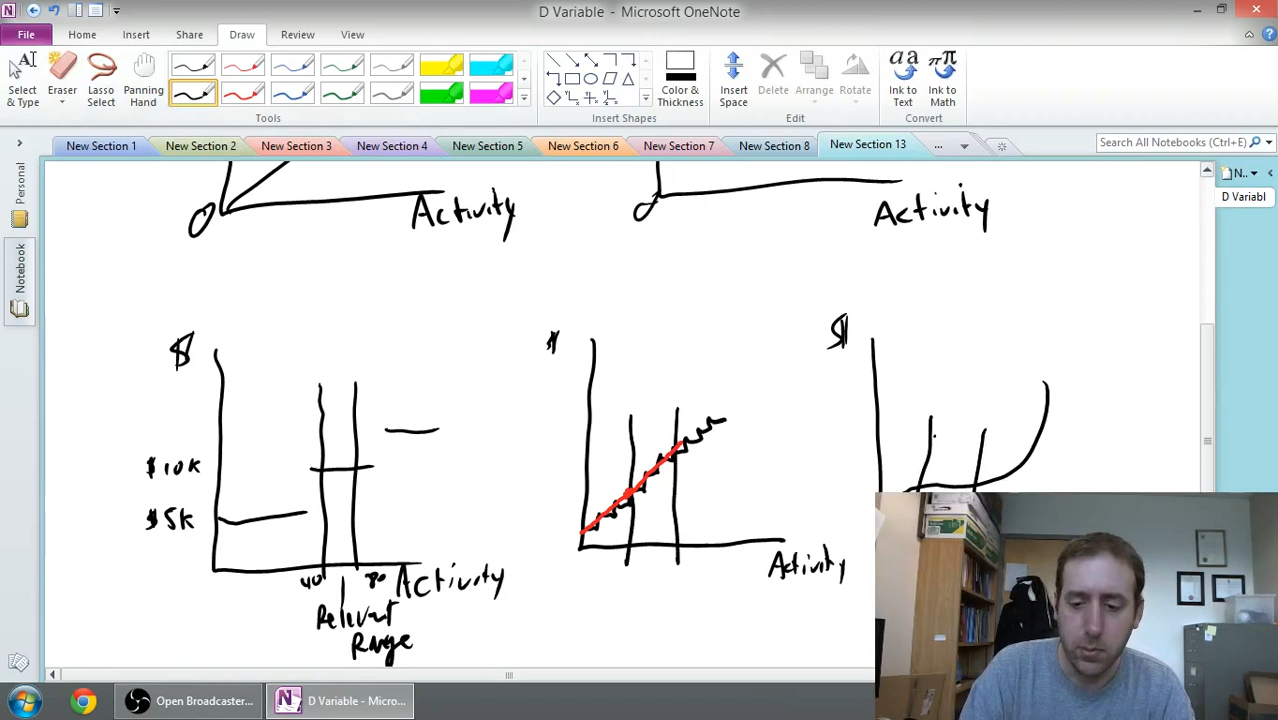 D Variable - Microsoft OneNote
File Home Insert Draw Review View
Select & Type
Eraser
Lasso Select
Panning Hand
Color & Thickness
Insert Space
Delete
Arrange
Rotate
Ink to Text
Ink to Math
Tools
Insert Shapes
Edit
Convert
New Section 1 New Section 2 New Section 3 New Section 4 New Section 5 New Section 6 New Section 7 New Section 8 New Section 13 ... Search All Notebooks (Ctrl+E)
Personal
Notebook
N..
D Variabl
0 Activity
0 Activity
$
$
$
$10K
$5K
40 80 Activity
Relevant
Range
Activity
Open Broadcaster...
D Variable - Micro...